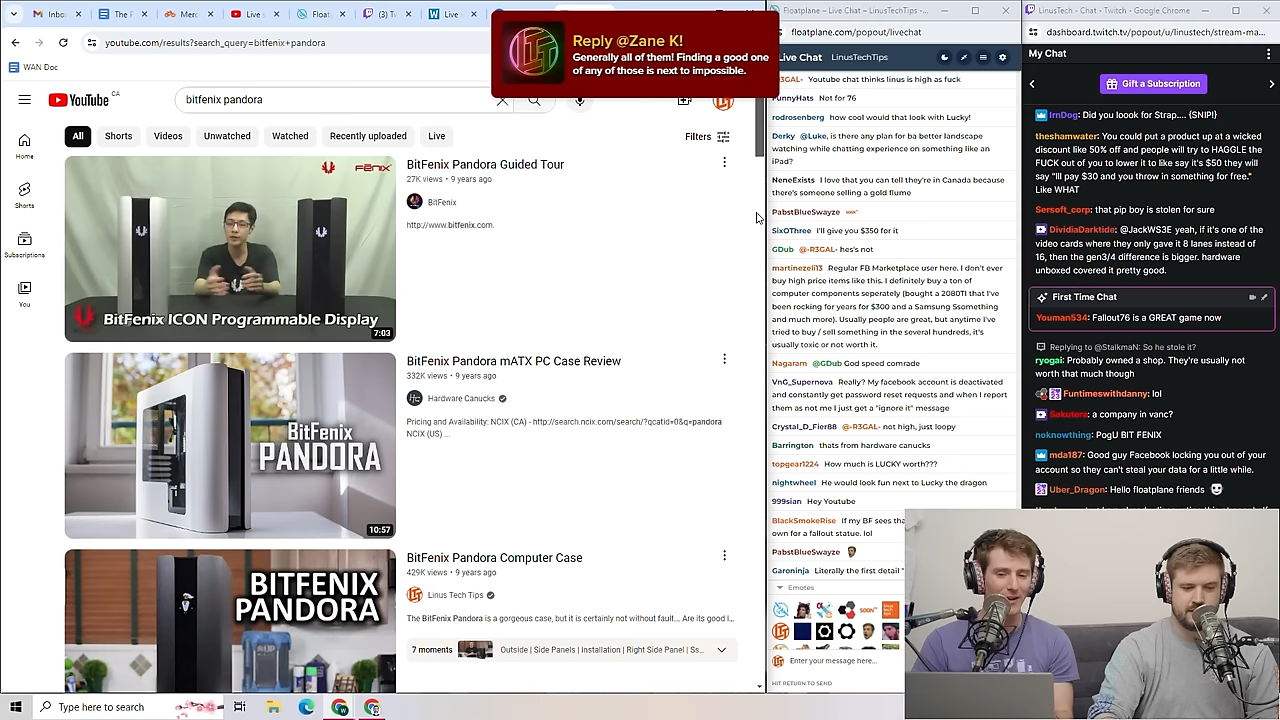 Live
The F
Merc
Live
(3) T
Live
youtube.com/results?search_query=bitfenix+pandora
WAN Doc
Reply @Zane K!
Generally all of them! Finding a good one
of any of those is next to impossible.
YouTube CA
bitfenix pandora
All
Shorts
Videos
Unwatched
Watched
Recently uploaded
Live
Filters
Home
Shorts
Subscriptions
You
FENIX
BitFenix ICON Programmable Display
7:03
BitFenix Pandora Guided Tour
27K views • 9 years ago
BitFenix
http://www.bitfenix.com.
BitFenix
PANDORA
10:57
BitFenix Pandora mATX PC Case Review
332K views • 9 years ago
Hardware Canucks
Pricing and Availability: NCIX (CA) - http://search.ncix.com/search/?qcatid=0&q=pandora
NCIX (US) ...
BITFENIX
PANDORA
BitFenix Pandora Computer Case
429K views • 9 years ago
Linus Tech Tips
The BitFenix Pandora is a gorgeous case, but it is certainly not without fault... Are its good l...
7 moments
Outside | Side Panels | Installation | Right Side Panel | Ss...
Type here to search
Floatplane – Live Chat – LinusTechTips -
floatplane.com/popout/livechat
Live Chat
LinusTechTips
-R3GAL- Youtube chat thinks linus is high as fuck
FunnyHats Not for 76
rodrosenberg how cool would that look with Lucky!
Derky @Luke, is there any plan for ba better landscape
watching while chatting experience on something like an
iPad?
NeneExists I love that you can tell they're in Canada because
there's someone selling a gold flume
PabstBlueSwayze SOON™
SixOThree I'll give you $350 for it
GDub @-R3GAL- hes's not
martinezeli13 Regular FB Marketplace user here. I don't ever
buy high price items like this. I definitely buy a ton of
computer components seperately (bought a 2080TI that I've
been rocking for years for $300 and a Samsung Ssomething
and much more). Usually people are great, but anytime I've
tried to buy / sell something in the several hundreds, it's
usually toxic or not worth it.
Nagaram @GDub God speed comrade
VnG_Supernova Really? My facebook account is deactivated
and constantly get password reset requests and when I report
them as not me I just get a "ignore it" message
Crystal_D_Fier88 @-R3GAL- not high, just loopy
Barrington thats from hardware canucks
topgear1224 How much is LUCKY worth???
nightwheel He would look fun next to Lucky the dragon
999sian Hey Youtube
BlackSmokeRise If my BF sees tha
own for a fallout statue. lol
PabstBlueSwayze
Garoninja Literally the first detail "
Emotes
SOON™
Enter your message here...
HIT RETURN TO SEND
LinusTech - Chat - Twitch - Google Chrome
dashboard.twitch.tv/popout/u/linustech/stream-ma...
My Chat
Gift a Subscription
IrnDog: Did you loook for Strap.... {SNIP!}
theshamwater: You could put a product up at a wicked
discount like 50% off and people will try to HAGGLE the
FUCK out of you to lower it to like say it's $50 they will
say "Ill pay $30 and you throw in something for free."
Like WHAT
Sersoft_corp: that pip boy is stolen for sure
DividiaDarktide: @JackWS3E yeah, if it's one of the
video cards where they only gave it 8 landes out of
16, then the gen3/4 difference is bigger. hardware
unboxed covered it pretty good.
First Time Chat
Youman534: Fallout76 is a GREAT game now
Replying to @StalkmaN: So he stole it?
ryogai: Probably owned a shop. They're usually not
worth that much though
Funtimeswithdanny: lol
Sakutera: a company in vanc?
noknowthing: PogU BIT FENIX
mda187: Good guy Facebook locking you out of your
account so they can't steal your data for a little while.
Uber_Dragon: Hello floatplane friends